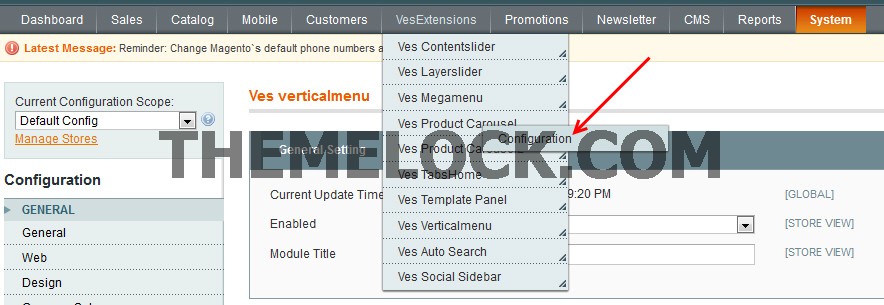 Dashboard Sales Catalog Mobile Customers VesExtensions Promotions Newsletter CMS Reports System
Latest Message: Reminder: Change Magento`s default phone numbers a
Current Configuration Scope:
Default Config
Manage Stores
Configuration
GENERAL
General
Web
Design
Ves verticalmenu
General Setting
Current Update Time
9:20 PM
[GLOBAL]
Enabled
[STORE VIEW]
Module Title
[STORE VIEW]
Ves Contentslider
Ves Layerslider
Ves Megamenu
Ves Product Carousel
Configuration
Ves Product Carousel
Ves TabsHome
Ves Template Panel
Ves Verticalmenu
Ves Auto Search
Ves Social Sidebar
THEMELOCK.COM